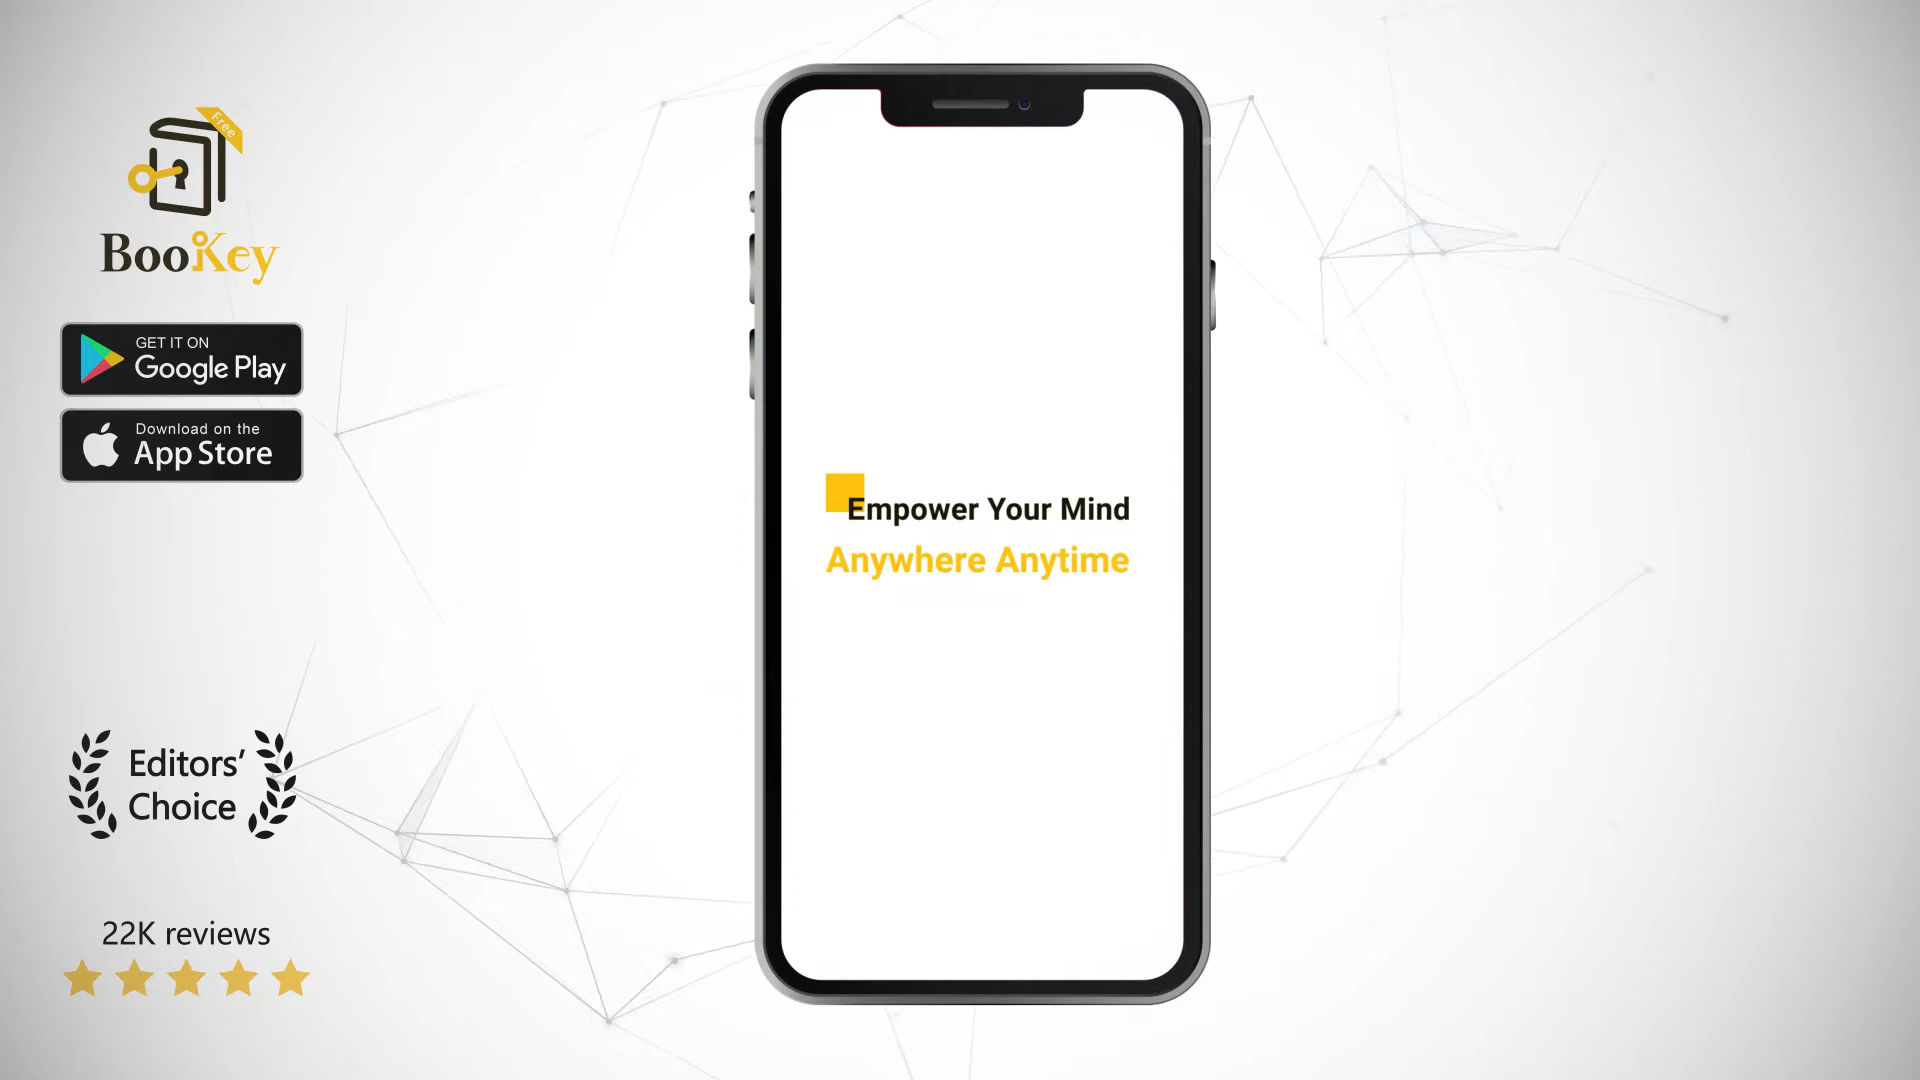 Free
BooKey
GET IT ON
Google Play
Download on the
App Store
Empower Your Mind
Anywhere Anytime
Editors’
Choice
22K reviews